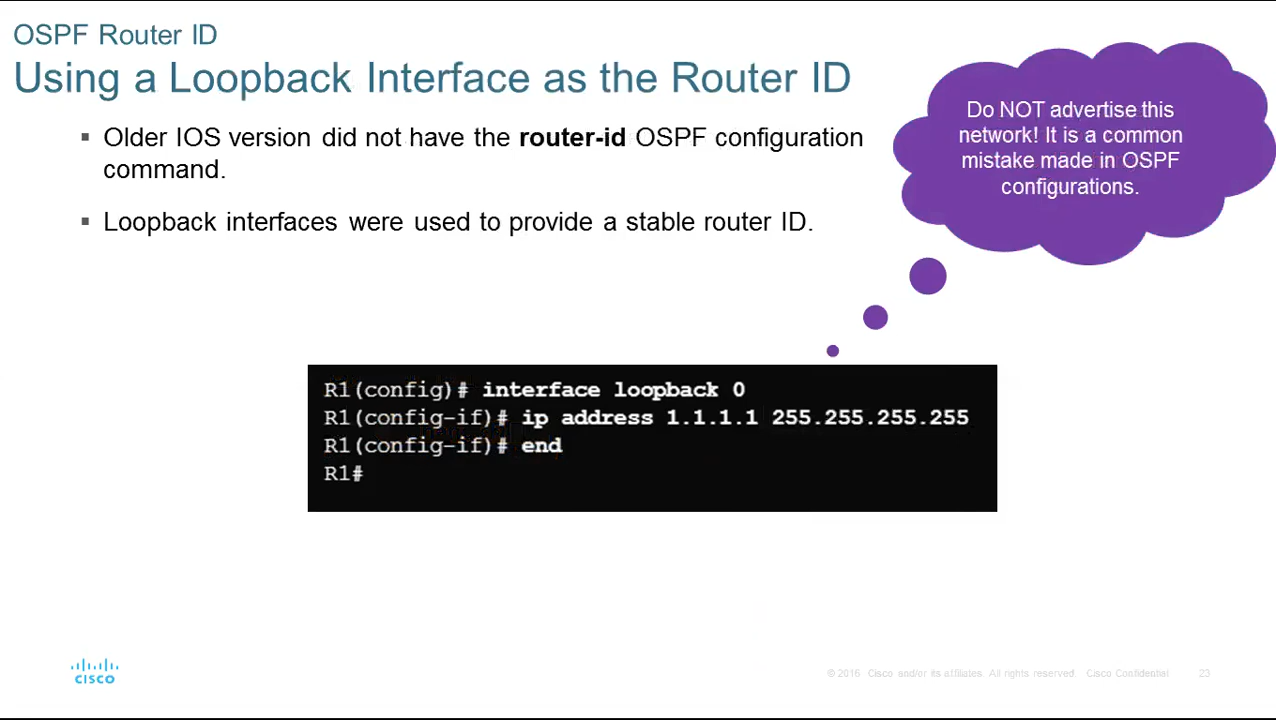 OSPF Router ID
Using a Loopback Interface as the Router ID
▪ Older IOS version did not have the router-id OSPF configuration
command.
▪ Loopback interfaces were used to provide a stable router ID.
Do NOT advertise this
network! It is a common
mistake made in OSPF
configurations.
R1(config)# interface loopback 0
R1(config-if)# ip address 1.1.1.1 255.255.255.255
R1(config-if)# end
R1#
CISCO
© 2016 Cisco and/or its affiliates. All rights reserved. Cisco Confidential 23